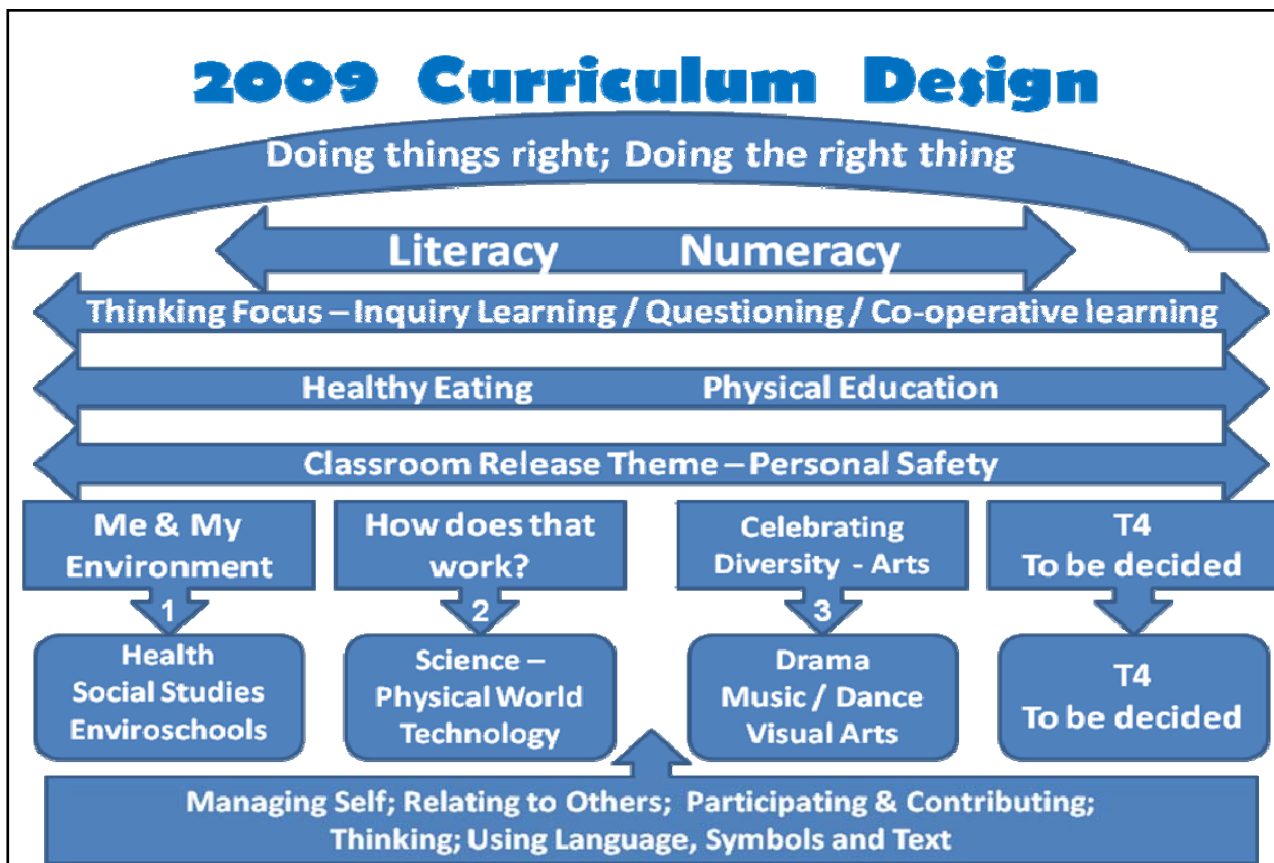 2009 Curriculum Design
Doing things right; Doing the right thing
Literacy Numeracy
Thinking Focus – Inquiry Learning / Questioning / Co-operative learning
Healthy Eating Physical Education
Classroom Release Theme – Personal Safety
Me & My
Environment
1
Health
Social Studies
Enviroschools
How does that
work?
2
Science –
Physical World
Technology
Celebrating
Diversity - Arts
3
Drama
Music / Dance
Visual Arts
T4
To be decided
T4
To be decided
Managing Self; Relating to Others; Participating & Contributing;
Thinking; Using Language, Symbols and Text